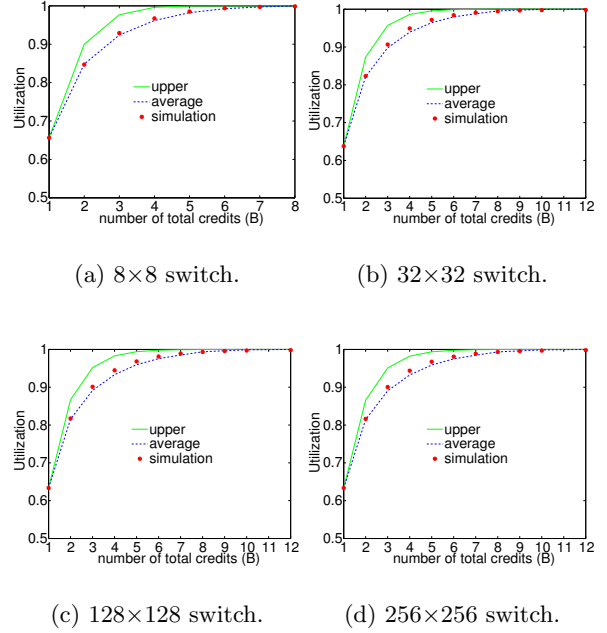 1
0.9
0.8
0.7
0.6
0.5
Utilization
upper
average
simulation
1 2 3 4 5 6 7 8
number of total credits (B)
(a) 8×8 switch.
1
0.9
0.8
0.7
0.6
0.5
Utilization
upper
average
simulation
1 2 3 4 5 6 7 8 9 10 11 12
number of total credits (B)
(b) 32×32 switch.
1
0.9
0.8
0.7
0.6
0.5
Utilization
upper
average
simulation
1 2 3 4 5 6 7 8 9 10 11 12
number of total credits (B)
(c) 128×128 switch.
1
0.9
0.8
0.7
0.6
0.5
Utilization
upper
average
simulation
1 2 3 4 5 6 7 8 9 10 11 12
number of total credits (B)
(d) 256×256 switch.